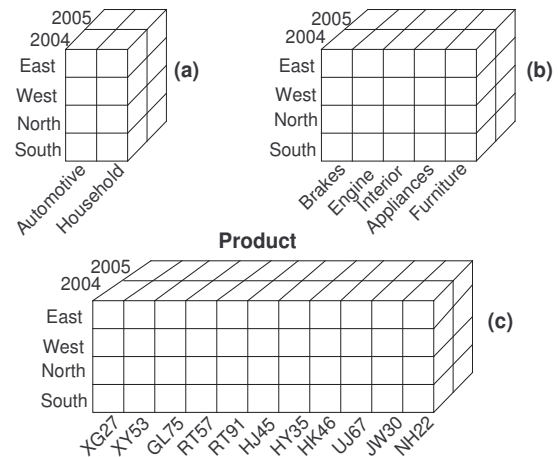 2005
2004
East
West
North
South
Automotive
Household
(a)
2005
2004
East
West
North
South
Brakes
Engine
Interior
Appliances
Furniture
(b)
Product
2005
2004
East
West
North
South
XG27
XY53
GL75
RT57
RT91
HJ45
HY35
HK46
UJ67
JW30
NH22
(c)